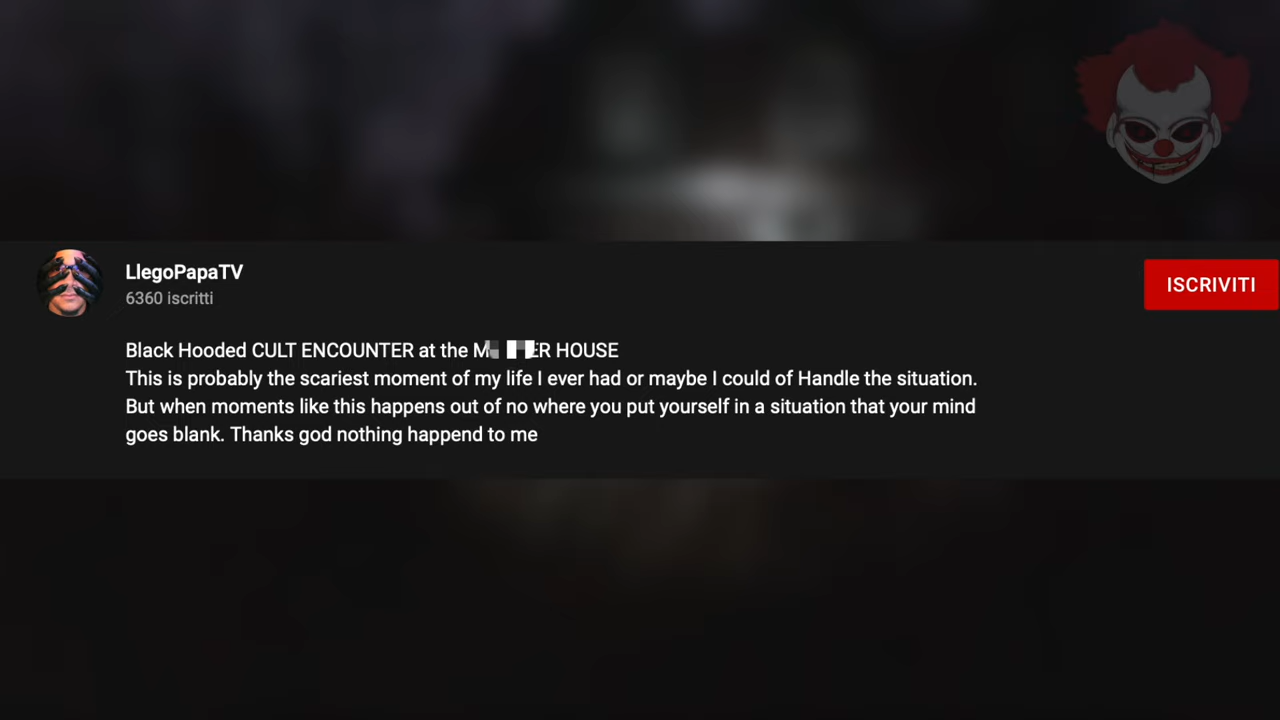 LlegoPapaTV
6360 iscritti
ISCRIVITI
Black Hooded CULT ENCOUNTER at the HOUSE
This is probably the scariest moment of my life I ever had or maybe I could of Handle the situation.
But when moments like this happens out of no where you put yourself in a situation that your mind
goes blank. Thanks god nothing happend to me